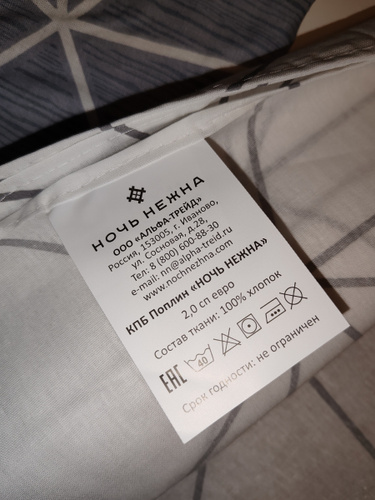 НОЧЬ НЕЖНА
ООО «АЛЬФА-ТРЕЙД»
Россия, 153005, г. Иваново,
ул. Сосновая, д.28,
Тел: 8 (800) 600-88-30
e-mail: nn@alpha-treid.ru
www.nochnezhna.com
КПБ Поплин «НОЧЬ НЕЖНА»
2,0 сп евро
Состав ткани: 100% хлопок
EAC 40
Срок годности: не ограничен